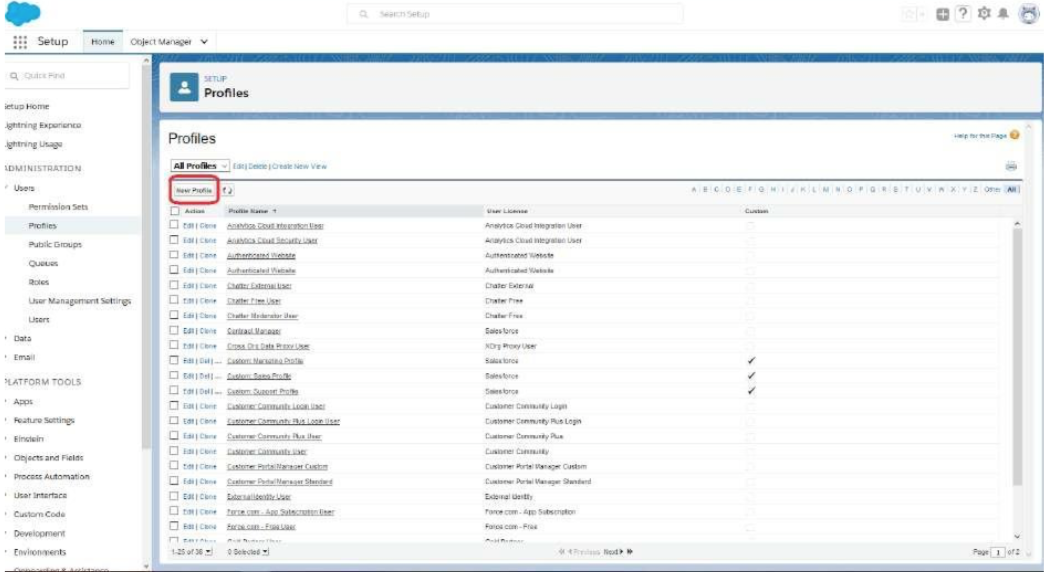 Search Setup
Setup
Home
Object Manager
Quick Find
Setup Home
Lightning Experience
Lightning Usage
ADMINISTRATION
Users
Permission Sets
Profiles
Public Groups
Queues
Roles
User Management Settings
Users
Data
Email
PLATFORM TOOLS
Apps
Feature Settings
Einstein
Objects and Fields
Process Automation
User Interface
Custom Code
Development
Environments
SETUP
Profiles
Profiles
Help for this Page
All Profiles Edit | Delete | Create New View
New Profile
A | B | C | D | E | F | G | H | I | J | K | L | M | N | O | P | Q | R | S | T | U | V | W | X | Y | Z | Other | All
Action Profile Name User License Custom
Edit | Clone Analytics Cloud Integration User Analytics Cloud Integration User
Edit | Clone Analytics Cloud Security User Analytics Cloud Integration User
Edit | Clone Authenticated Website Authenticated Website
Edit | Clone Authenticated Website Authenticated Website
Edit | Clone Chatter External User Chatter External
Edit | Clone Chatter Free User Chatter Free
Edit | Clone Chatter Moderator User Chatter Free
Edit | Clone Contract Manager Salesforce
Edit | Clone Cross Org Data Proxy User XOrg Proxy User
Edit | Del | ... Custom: Marketing Profile Salesforce
Edit | Del | ... Custom: Sales Profile Salesforce
Edit | Del | ... Custom: Support Profile Salesforce
Edit | Clone Customer Community Login User Customer Community Login
Edit | Clone Customer Community Plus Login User Customer Community Plus Login
Edit | Clone Customer Community Plus User Customer Community Plus
Edit | Clone Customer Community User Customer Community
Edit | Clone Customer Portal Manager Custom Customer Portal Manager Custom
Edit | Clone Customer Portal Manager Standard Customer Portal Manager Standard
Edit | Clone External Identity User External Identity
Edit | Clone Force.com - App Subscription User Force.com - App Subscription
Edit | Clone Force.com - Free User Force.com - Free
1-25 of 36 0 Selected Previous Next Page 1 of 2